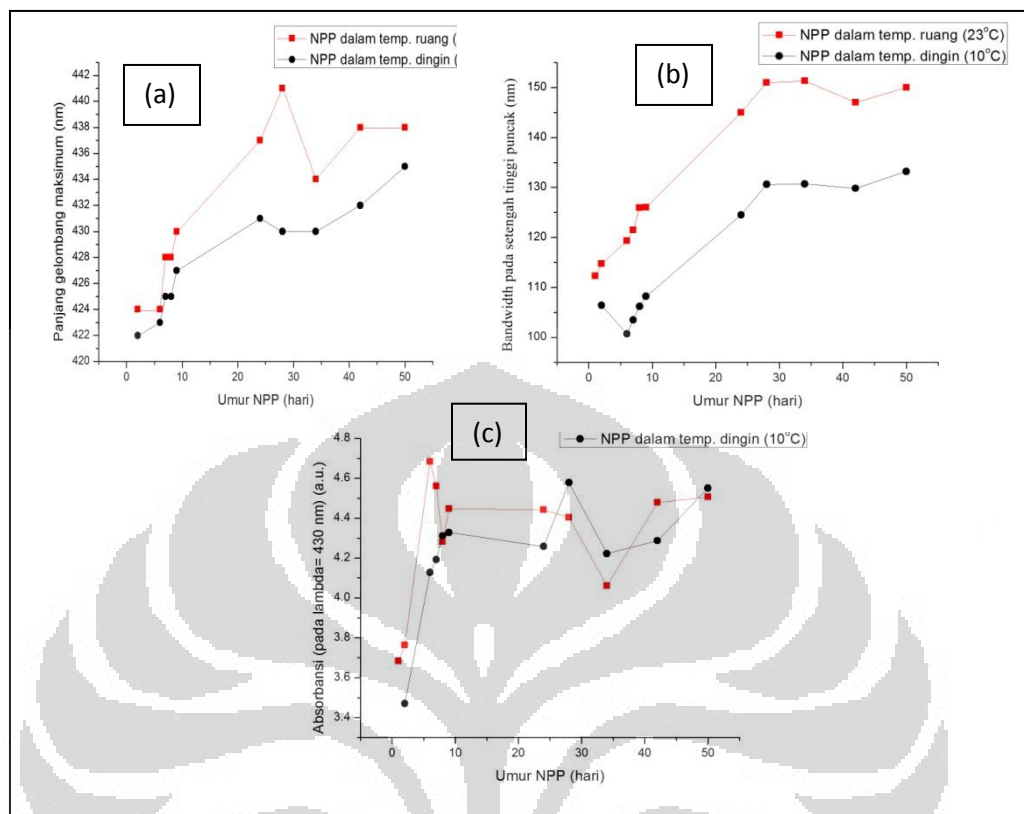 NPP dalam temp. ruang (
NPP dalam temp. dingin (
(a)
Panjang gelombang maksimum (nm)
442
440
438
436
434
432
430
428
426
424
422
420
0 10 20 30 40 50
Umur NPP (hari)
NPP dalam temp. ruang (23°C)
NPP dalam temp. dingin (10°C)
(b)
Bandwidth pada setengah tinggi puncak (nm)
150
140
130
120
110
100
0 10 20 30 40 50
Umur NPP (hari)
(c)
NPP dalam temp. dingin (10°C)
Absorbansi (pada lambda= 430 nm) (a.u.)
4.8
4.6
4.4
4.2
4.0
3.8
3.6
3.4
0 10 20 30 40 50
Umur NPP (hari)